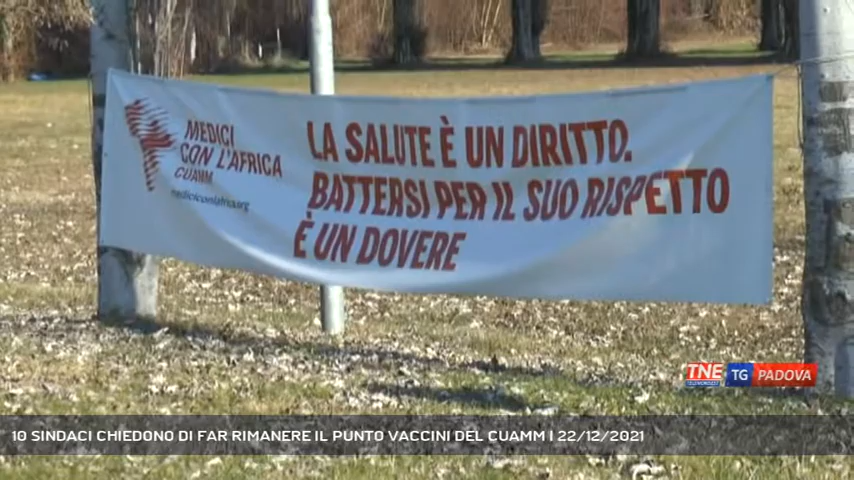 MEDICI
CON L'AFRICA
CUAMM
mediciconlafrica.org
LA SALUTE È UN DIRITTO.
BATTERSI PER IL SUO RISPETTO
È UN DOVERE
TNE TG PADOVA
10 SINDACI CHIEDONO DI FAR RIMANERE IL PUNTO VACCINI DEL CUAMM | 22/12/2021